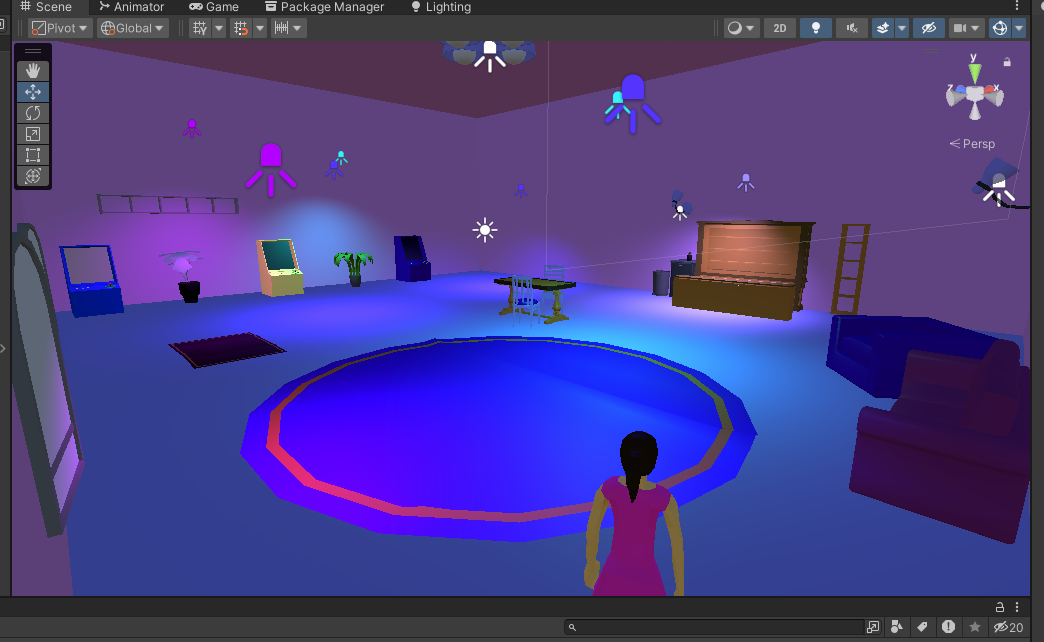 Scene Animator Game Package Manager Lighting
Pivot Global 2D
y
z x
Persp
20